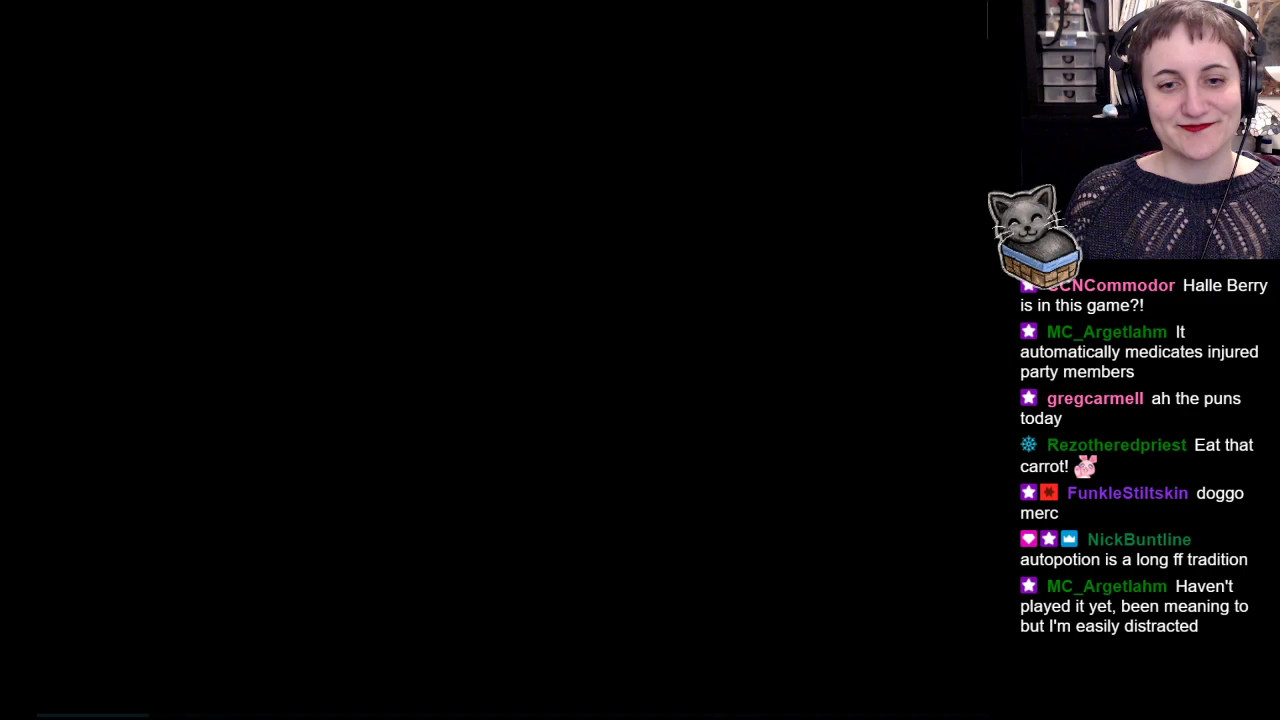 CNCommodor Halle Berry
is in this game?!
MC_Argetlahm It
automatically medicates injured
party members
gregcarmell ah the puns
today
Rezotheredpriest Eat that
carrot!
FunkleStiltskin doggo
merc
NickBuntline
autopotion is a long ff tradition
MC_Argetlahm Haven't
played it yet, been meaning to
but I'm easily distracted